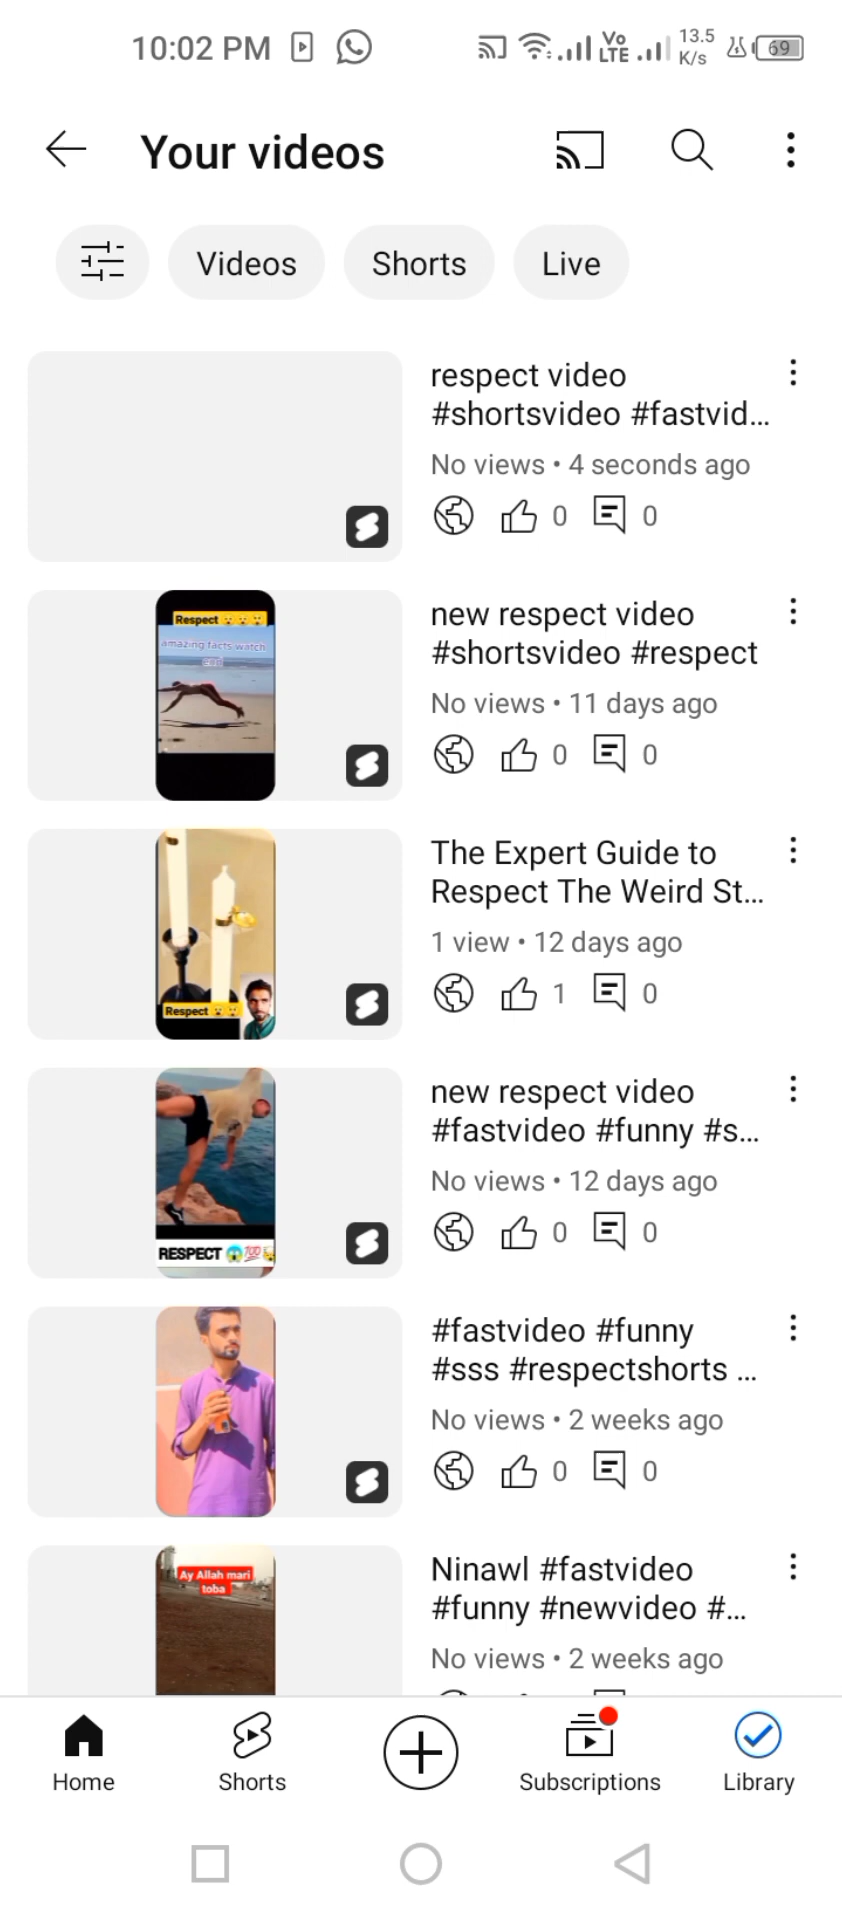 10:02 PM
Vo
LTE
13.5
K/s
69
Your videos
Videos
Shorts
Live
respect video
#shortsvideo #fastvid...
No views • 4 seconds ago
0
0
Respect
amazing facts watch
end
new respect video
#shortsvideo #respect
No views • 11 days ago
0
0
Respect
The Expert Guide to
Respect The Weird St...
1 view • 12 days ago
1
0
RESPECT 😱💯
new respect video
#fastvideo #funny #s...
No views • 12 days ago
0
0
#fastvideo #funny
#sss #respectshorts ...
No views • 2 weeks ago
0
0
Ay Allah mari
toba
Ninawl #fastvideo
#funny #newvideo #...
No views • 2 weeks ago
Home
Shorts
Subscriptions
Library